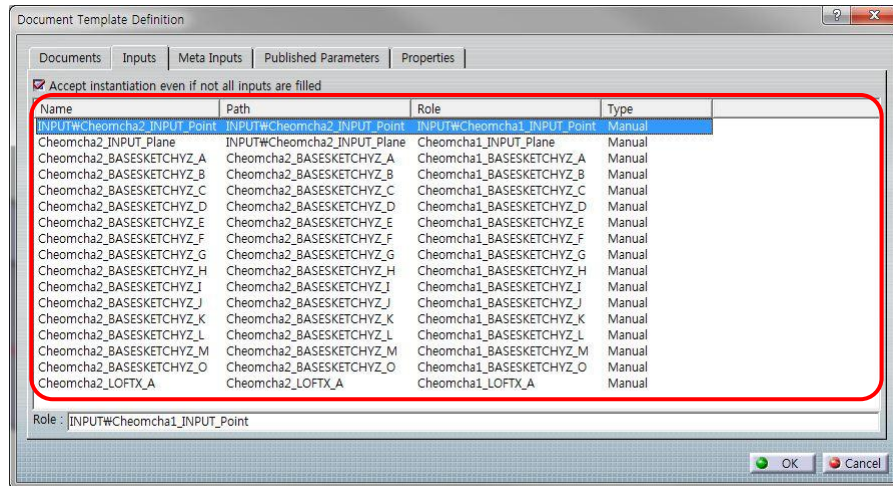 Document Template Definition
Documents Inputs Meta Inputs Published Parameters Properties
Accept instantiation even if not all inputs are filled
Name Path Role Type
INPUT₩Cheomcha2_INPUT_Point INPUT₩Cheomcha2_INPUT_Point INPUT₩Cheomcha1_INPUT_Point Manual
Cheomcha2_INPUT_Plane INPUT₩Cheomcha2_INPUT_Plane Cheomcha1_INPUT_Plane Manual
Cheomcha2_BASESKETCHYZ_A Cheomcha2_BASESKETCHYZ_A Cheomcha1_BASESKETCHYZ_A Manual
Cheomcha2_BASESKETCHYZ_B Cheomcha2_BASESKETCHYZ_B Cheomcha1_BASESKETCHYZ_B Manual
Cheomcha2_BASESKETCHYZ_C Cheomcha2_BASESKETCHYZ_C Cheomcha1_BASESKETCHYZ_C Manual
Cheomcha2_BASESKETCHYZ_D Cheomcha2_BASESKETCHYZ_D Cheomcha1_BASESKETCHYZ_D Manual
Cheomcha2_BASESKETCHYZ_E Cheomcha2_BASESKETCHYZ_E Cheomcha1_BASESKETCHYZ_E Manual
Cheomcha2_BASESKETCHYZ_F Cheomcha2_BASESKETCHYZ_F Cheomcha1_BASESKETCHYZ_F Manual
Cheomcha2_BASESKETCHYZ_G Cheomcha2_BASESKETCHYZ_G Cheomcha1_BASESKETCHYZ_G Manual
Cheomcha2_BASESKETCHYZ_H Cheomcha2_BASESKETCHYZ_H Cheomcha1_BASESKETCHYZ_H Manual
Cheomcha2_BASESKETCHYZ_I Cheomcha2_BASESKETCHYZ_I Cheomcha1_BASESKETCHYZ_I Manual
Cheomcha2_BASESKETCHYZ_J Cheomcha2_BASESKETCHYZ_J Cheomcha1_BASESKETCHYZ_J Manual
Cheomcha2_BASESKETCHYZ_K Cheomcha2_BASESKETCHYZ_K Cheomcha1_BASESKETCHYZ_K Manual
Cheomcha2_BASESKETCHYZ_L Cheomcha2_BASESKETCHYZ_L Cheomcha1_BASESKETCHYZ_L Manual
Cheomcha2_BASESKETCHYZ_M Cheomcha2_BASESKETCHYZ_M Cheomcha1_BASESKETCHYZ_M Manual
Cheomcha2_BASESKETCHYZ_O Cheomcha2_BASESKETCHYZ_O Cheomcha1_BASESKETCHYZ_O Manual
Cheomcha2_LOFTX_A Cheomcha2_LOFTX_A Cheomcha1_LOFTX_A Manual
Role : INPUT₩Cheomcha1_INPUT_Point
OK Cancel